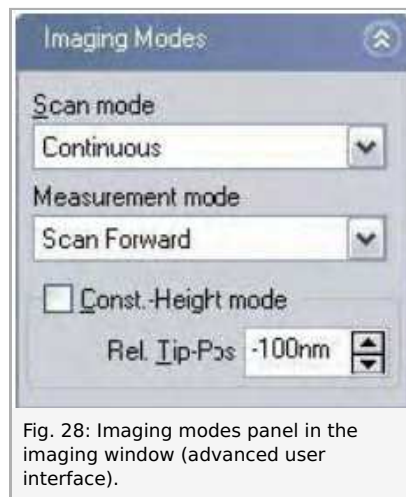 Imaging Modes
Scan mode
Continuous
Measurement mode
Scan Forward
Const.-Height mode
Rel. Tip-Pos -100nm
Fig. 28: Imaging modes panel in the
imaging window (advanced user
interface).